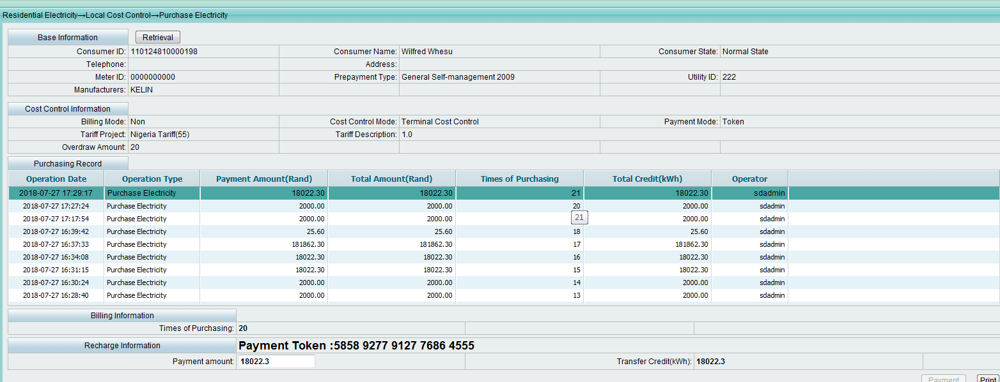 Residential Electricity→Local Cost Control→Purchase Electricity
Base Information Retrieval
Consumer ID: 110124810000198 Consumer Name: Wilfred Whesu Consumer State: Normal State
Telephone: Address:
Meter ID: 0000000000 Prepayment Type: General Self-management 2009 Utility ID: 222
Manufacturers: KELIN
Cost Control Information
Billing Mode: Non Cost Control Mode: Terminal Cost Control Payment Mode: Token
Tariff Project: Nigeria Tariff(55) Tariff Description: 1.0
Overdraw Amount: 20
Purchasing Record
Operation Date Operation Type Payment Amount(Rand) Total Amount(Rand) Times of Purchasing Total Credit(kWh) Operator
2018-07-27 17:29:17 Purchase Electricity 18022.30 18022.30 21 18022.30 sdadmin
2018-07-27 17:27:24 Purchase Electricity 2000.00 2000.00 20 2000.00 sdadmin
2018-07-27 17:17:54 Purchase Electricity 2000.00 2000.00 21 2000.00 sdadmin
2018-07-27 16:39:42 Purchase Electricity 25.60 25.60 18 25.60 sdadmin
2018-07-27 16:37:33 Purchase Electricity 181862.30 181862.30 17 181862.30 sdadmin
2018-07-27 16:34:08 Purchase Electricity 18022.30 18022.30 16 18022.30 sdadmin
2018-07-27 16:31:15 Purchase Electricity 18022.30 18022.30 15 18022.30 sdadmin
2018-07-27 16:30:24 Purchase Electricity 2000.00 2000.00 14 2000.00 sdadmin
2018-07-27 16:28:40 Purchase Electricity 2000.00 2000.00 13 2000.00 sdadmin
Billing Information
Times of Purchasing: 20
Recharge Information Payment Token :5858 9277 9127 7686 4555
Payment amount: 18022.3 Transfer Credit(kWh): 18022.3
Payment Print